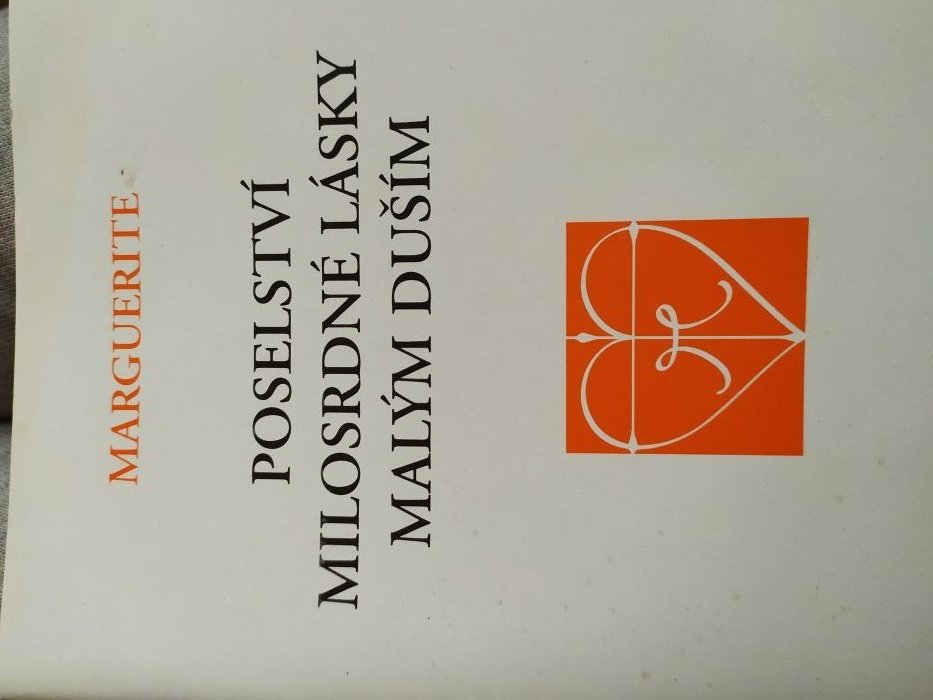 MARGUERITE
POSELSTVÍ
MILOSRDNÉ LÁSKY
MALÝM DUŠÍM